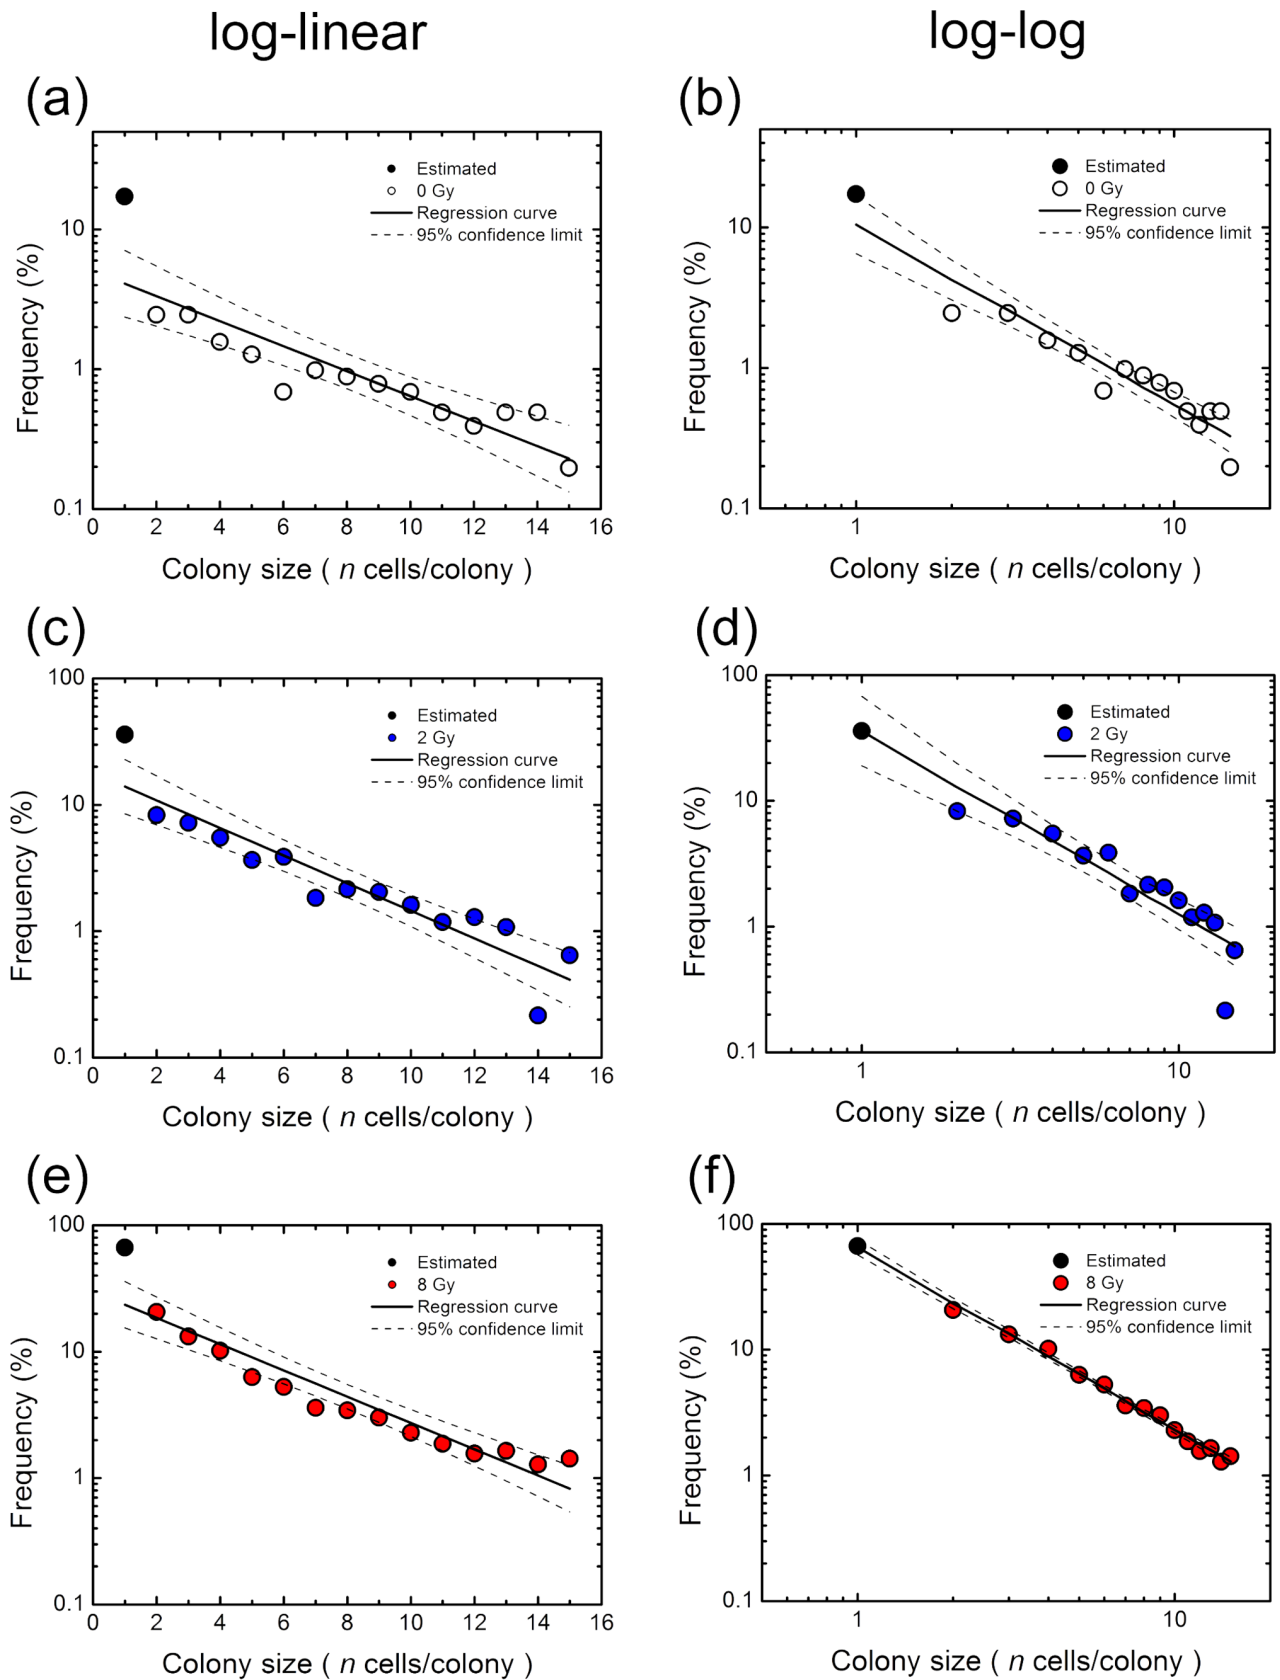 log-linear
log-log
(a)
Estimated
0 Gy
Regression curve
95% confidence limit
10
1
0.1
0 2 4 6 8 10 12 14 16
Frequency (%)
Colony size ( n cells/colony )
(b)
Estimated
0 Gy
Regression curve
95% confidence limit
10
1
0.1
1 10
Frequency (%)
Colony size ( n cells/colony )
(c)
Estimated
2 Gy
Regression curve
95% confidence limit
100
10
1
0.1
0 2 4 6 8 10 12 14 16
Frequency (%)
Colony size ( n cells/colony )
(d)
Estimated
2 Gy
Regression curve
95% confidence limit
100
10
1
0.1
1 10
Frequency (%)
Colony size ( n cells/colony )
(e)
Estimated
8 Gy
Regression curve
95% confidence limit
100
10
1
0.1
0 2 4 6 8 10 12 14 16
Frequency (%)
Colony size ( n cells/colony )
(f)
Estimated
8 Gy
Regression curve
95% confidence limit
100
10
1
0.1
1 10
Frequency (%)
Colony size ( n cells/colony )